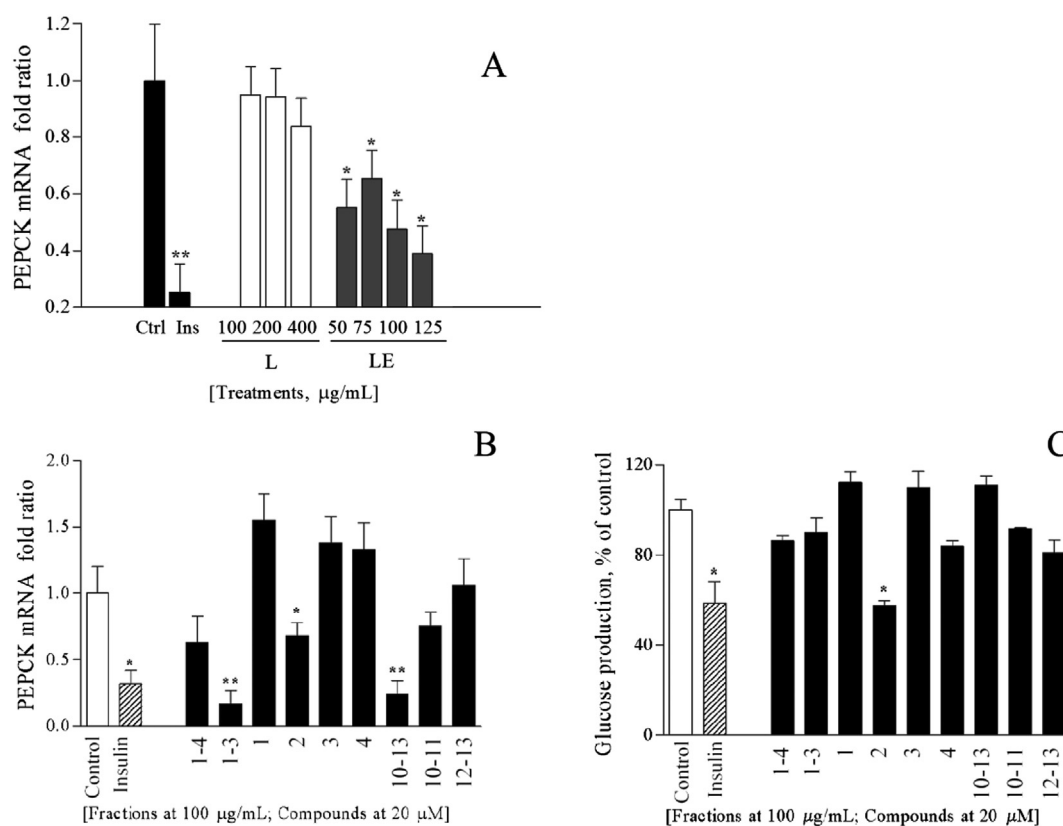 A
PEPCK mRNA fold ratio
1.0
0.8
0.6
0.4
0.2
**
*
*
*
*
Ctrl Ins 100 200 400 50 75 100 125
L LE
[Treatments, μg/mL]
B
PEPCK mRNA fold ratio
2.0
1.5
1.0
0.5
0.0
*
**
*
**
Control Insulin 1-4 1-3 1 2 3 4 10-13 10-11 12-13
[Fractions at 100 μg/mL; Compounds at 20 μM]
C
Glucose production, % of control
120
80
40
0
*
*
Control Insulin 1-4 1-3 1 2 3 4 10-13 10-11 12-13
[Fractions at 100 μg/mL; Compounds at 20 μM]